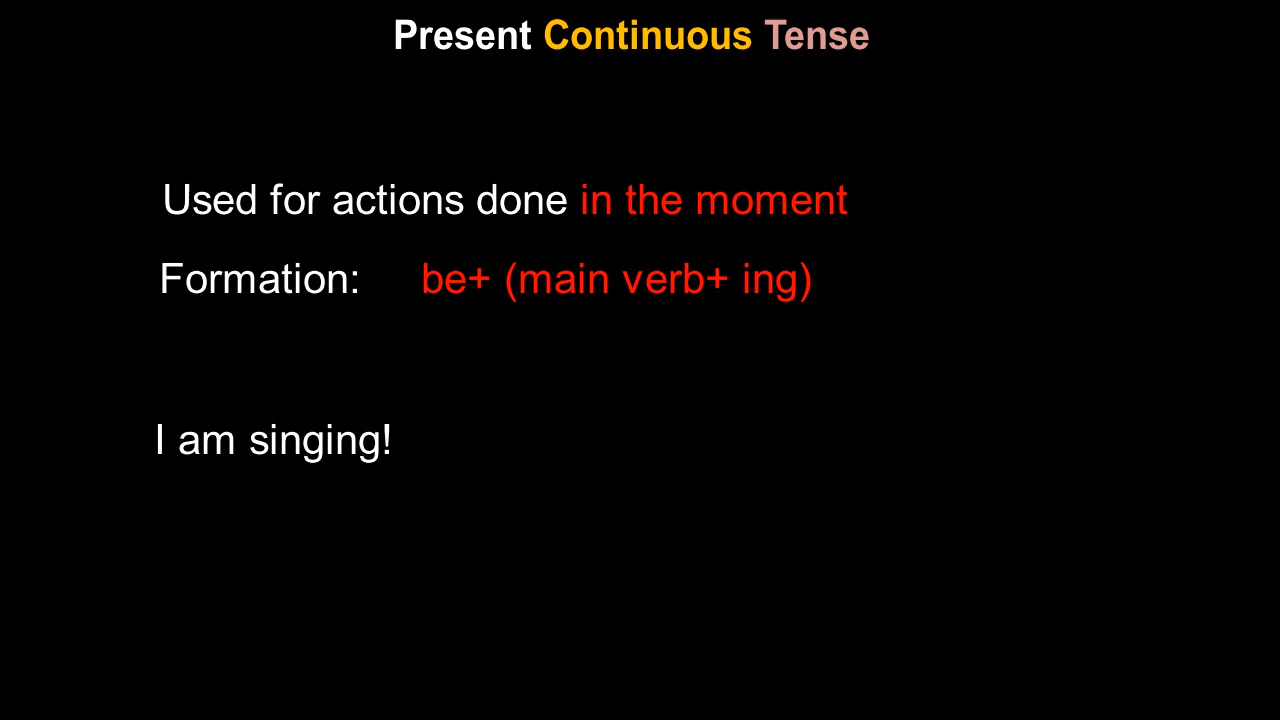 Present Continuous Tense
Used for actions done in the moment
Formation: be+ (main verb+ ing)
I am singing!